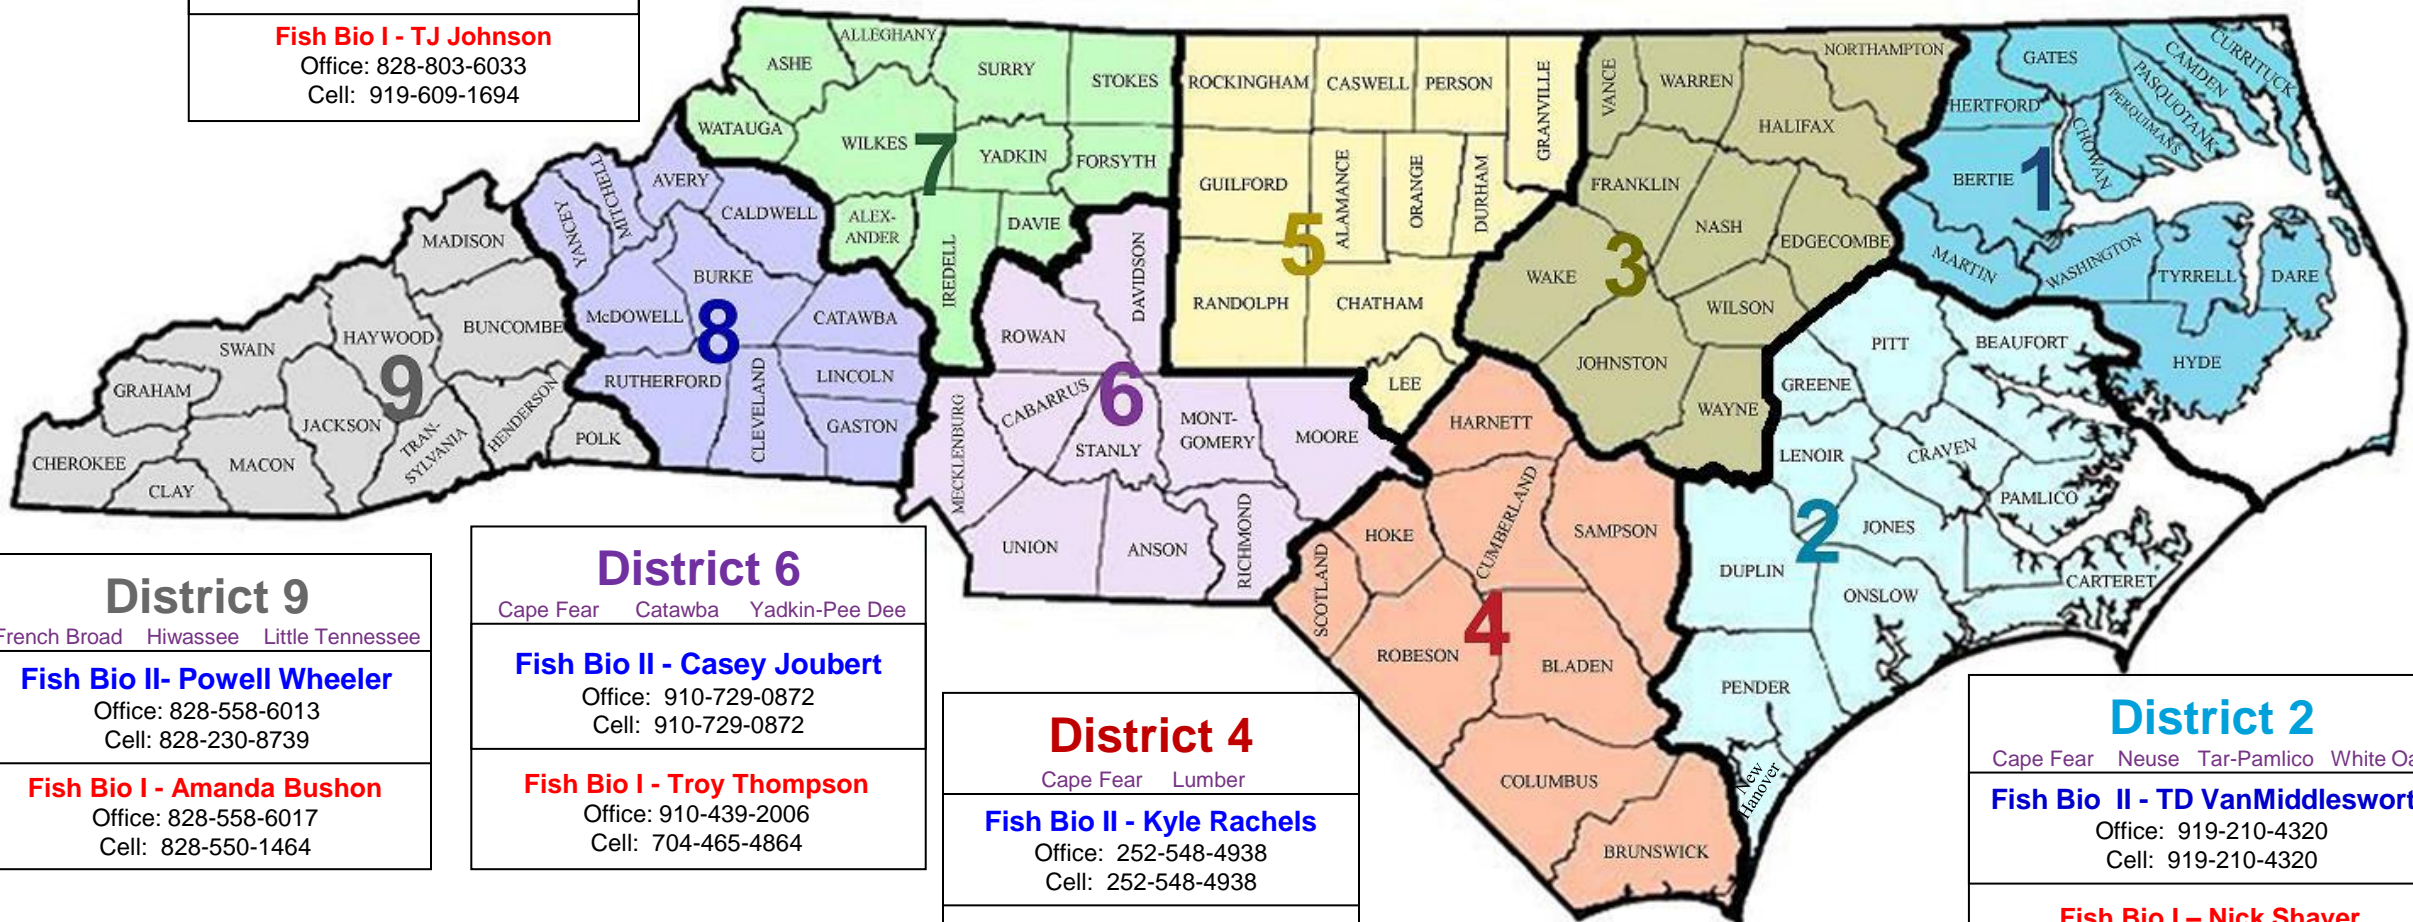 Fish Bio I - TJ Johnson
Office: 828-803-6033
Cell: 919-609-1694
ASHE
ALLEGHANY
SURRY
STOKES
WATAUGA
WILKES
7
YADKIN
FORSYTH
ALEX-
ANDER
IREDELL
DAVIE
ROCKINGHAM
CASWELL
PERSON
GRANVILLE
GUILFORD
ALAMANCE
ORANGE
DURHAM
5
RANDOLPH
CHATHAM
LEE
VANCE
WARREN
NORTHAMPTON
HALIFAX
FRANKLIN
NASH
EDGECOMBE
WAKE
3
WILSON
JOHNSTON
WAYNE
GATES
CAMDEN
CURRITUCK
PASQUOTANK
PERQUIMANS
HERTFORD
CHOWAN
BERTIE
1
MARTIN
WASHINGTON
TYRRELL
DARE
HYDE
MITCHELL
AVERY
YANCEY
CALDWELL
BURKE
McDOWELL
8
CATAWBA
RUTHERFORD
CLEVELAND
LINCOLN
GASTON
MADISON
HAYWOOD
BUNCOMBE
SWAIN
9
GRAHAM
JACKSON
TRAN-
SYLVANIA
HENDERSON
POLK
CHEROKEE
MACON
CLAY
DAVIDSON
ROWAN
6
MECKLENBURG
CABARRUS
STANLY
MONT-
GOMERY
MOORE
UNION
ANSON
RICHMOND
HARNETT
CUMBERLAND
HOKE
SAMPSON
SCOTLAND
4
ROBESON
BLADEN
COLUMBUS
BRUNSWICK
PITT
BEAUFORT
GREENE
LENOIR
CRAVEN
PAMLICO
2
JONES
DUPLIN
ONSLOW
CARTERET
PENDER
New
Hanover
District 9
French Broad Hiwassee Little Tennessee
Fish Bio II- Powell Wheeler
Office: 828-558-6013
Cell: 828-230-8739
Fish Bio I - Amanda Bushon
Office: 828-558-6017
Cell: 828-550-1464
District 6
Cape Fear Catawba Yadkin-Pee Dee
Fish Bio II - Casey Joubert
Office: 910-729-0872
Cell: 910-729-0872
Fish Bio I - Troy Thompson
Office: 910-439-2006
Cell: 704-465-4864
District 4
Cape Fear Lumber
Fish Bio II - Kyle Rachels
Office: 252-548-4938
Cell: 252-548-4938
District 2
Cape Fear Neuse Tar-Pamlico White Oa
Fish Bio II - TD VanMiddleswort
Office: 919-210-4320
Cell: 919-210-4320
Fish Bio I – Nick Shaver